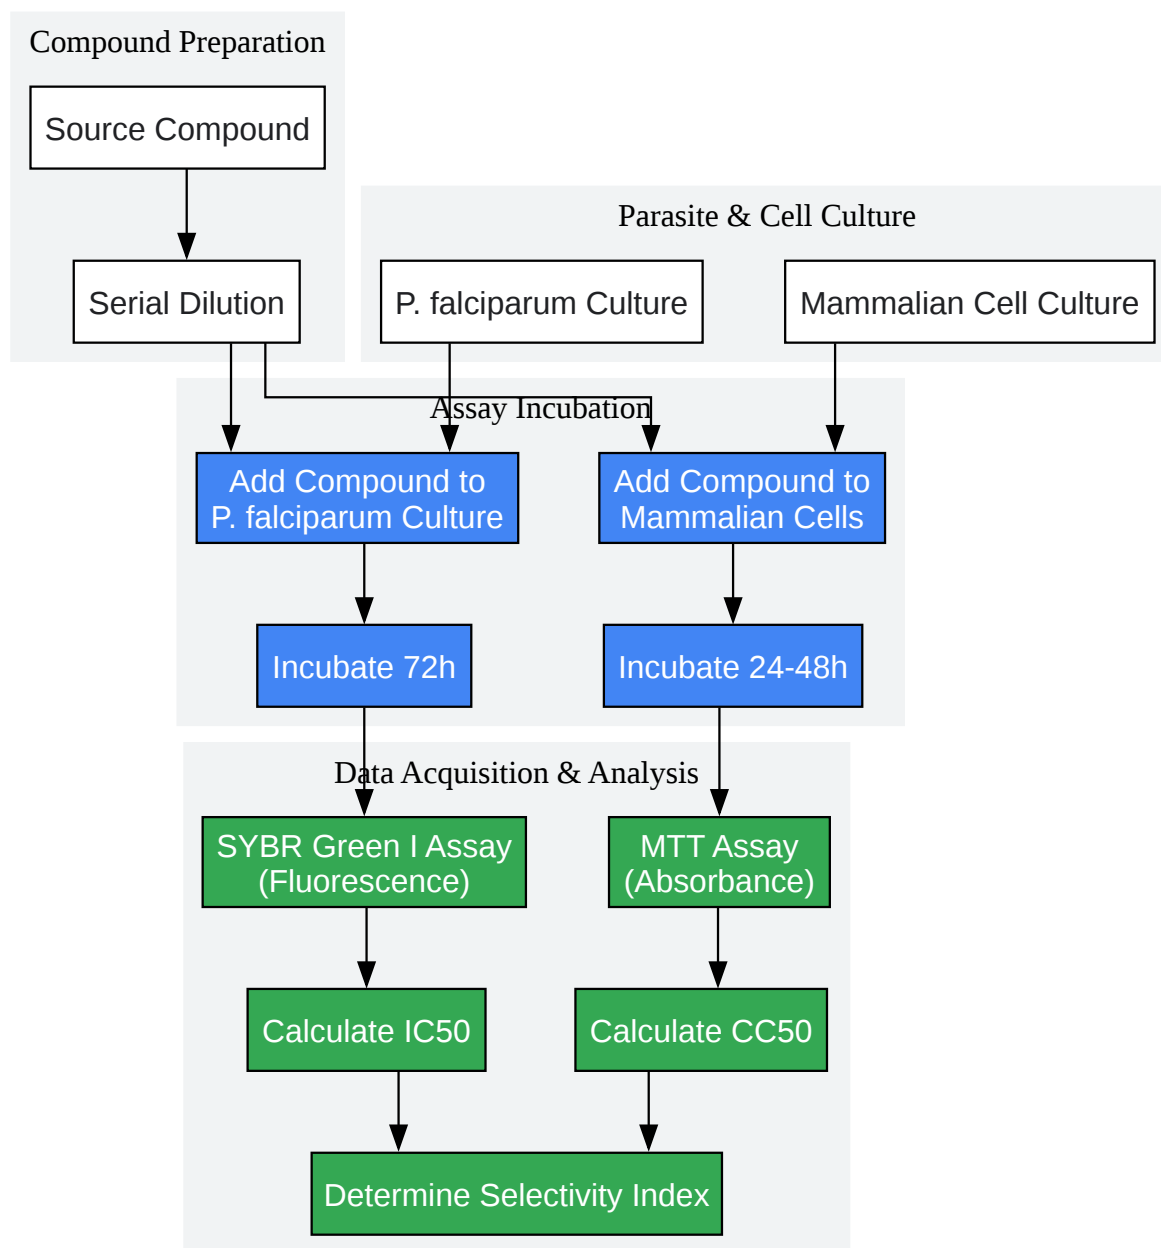 Compound Preparation
Source Compound
Parasite & Cell Culture
Serial Dilution
P. falciparum Culture
Mammalian Cell Culture
Assay Incubation
Add Compound to
P. falciparum Culture
Add Compound to
Mammalian Cells
Incubate 72h
Incubate 24-48h
Data Acquisition & Analysis
SYBR Green I Assay
(Fluorescence)
MTT Assay
(Absorbance)
Calculate IC50
Calculate CC50
Determine Selectivity Index